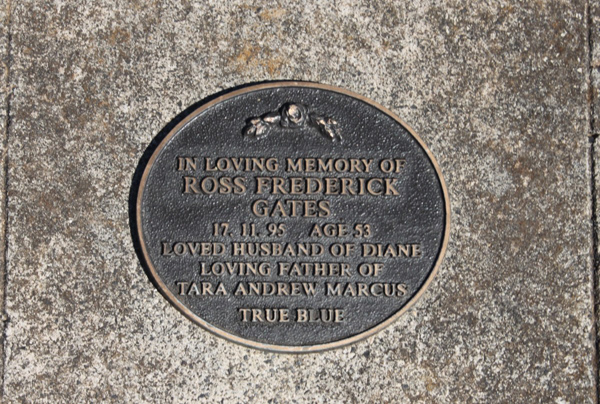 IN LOVING MEMORY OF
ROSS FREDERICK
GATES
17. 11. 95 AGE 53
LOVED HUSBAND OF DIANE
LOVING FATHER OF
TARA ANDREW MARCUS
TRUE BLUE